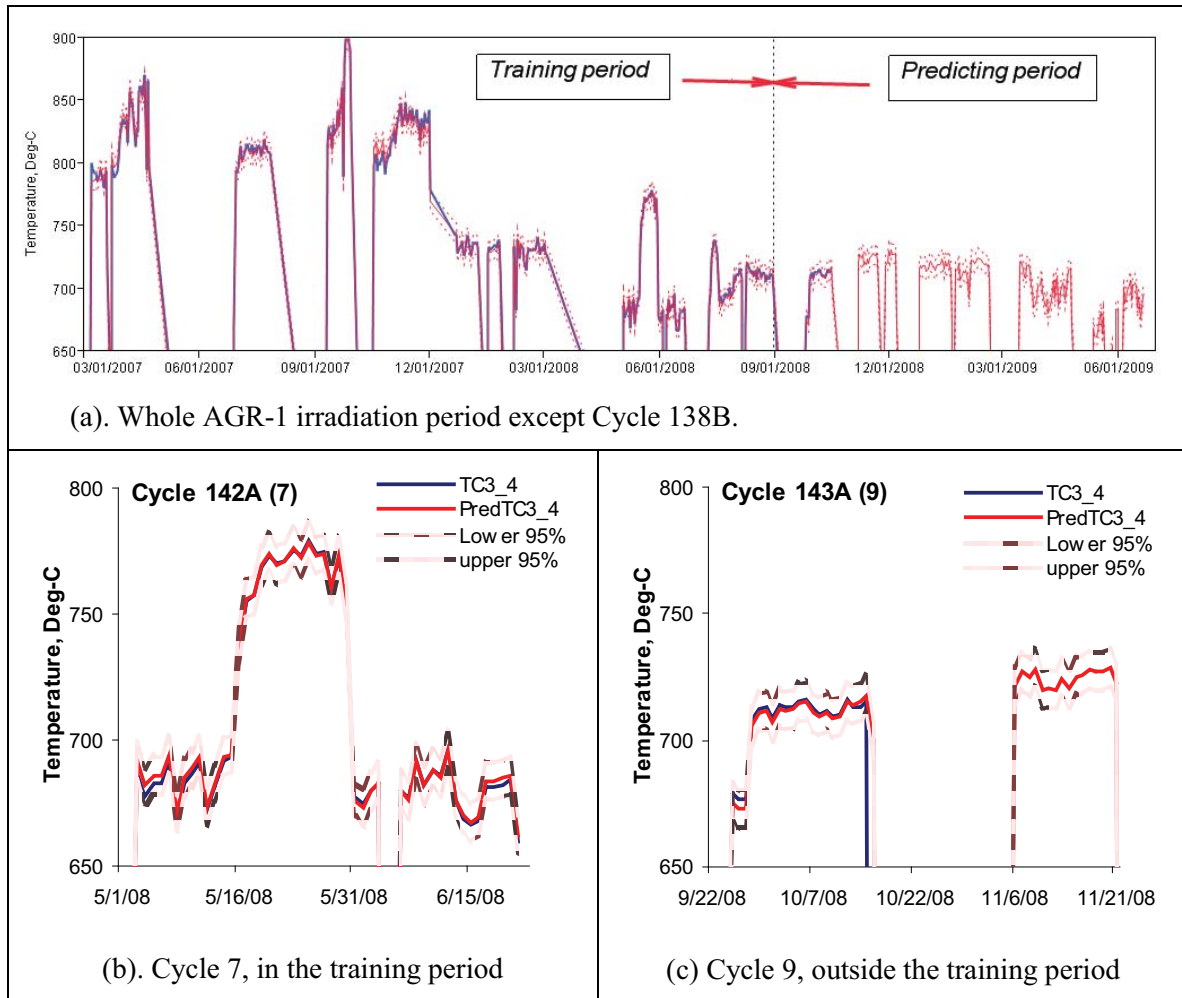 900
850
800
750
700
650
Temperature, Deg-C
Training period
Predicting period
03/01/2007 06/01/2007 09/01/2007 12/01/2007 03/01/2008 06/01/2008 09/01/2008 12/01/2008 03/01/2009 06/01/2009
(a). Whole AGR-1 irradiation period except Cycle 138B.
Cycle 142A (7)
TC3_4
PredTC3_4
Low er 95%
upper 95%
800
750
700
650
Temperature, Deg-C
5/1/08 5/16/08 5/31/08 6/15/08
(b). Cycle 7, in the training period
Cycle 143A (9)
TC3_4
PredTC3_4
Low er 95%
upper 95%
800
750
700
650
Temperature, Deg-C
9/22/08 10/7/08 10/22/08 11/6/08 11/21/08
(c) Cycle 9, outside the training period